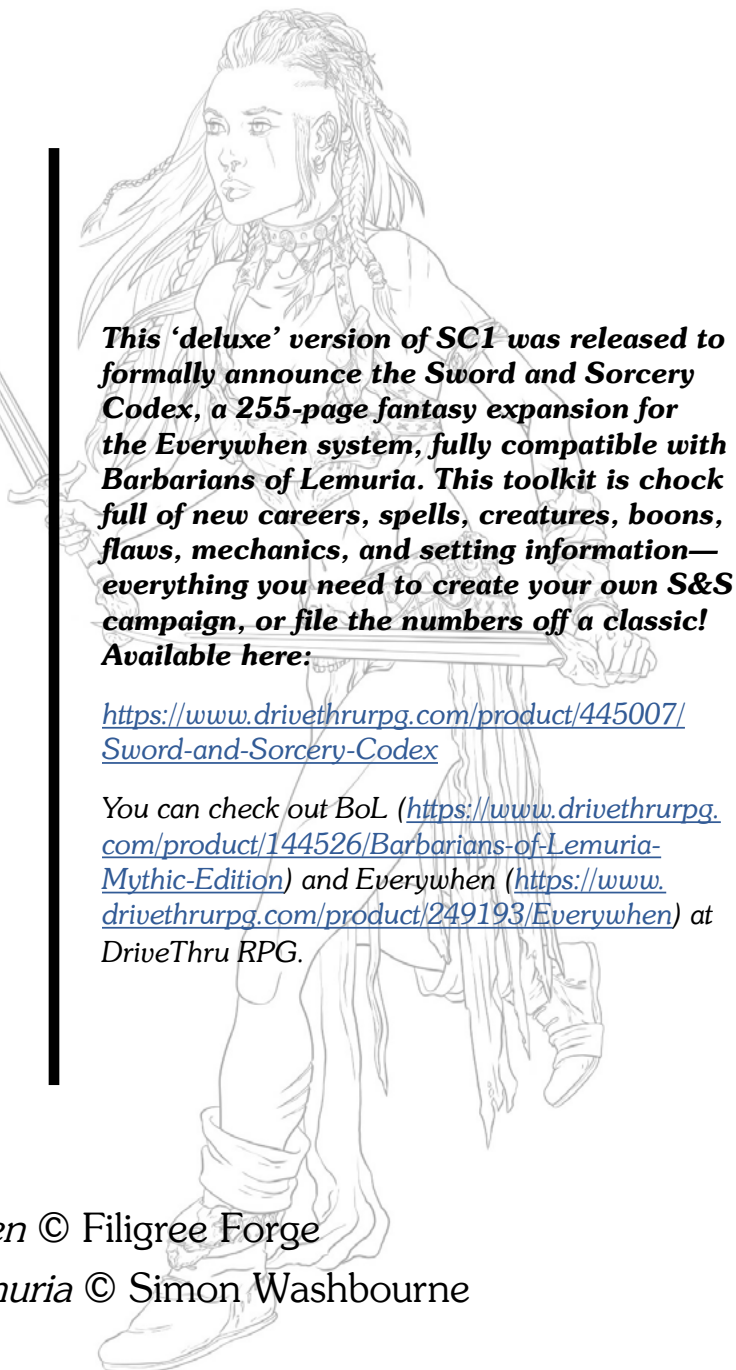 This ‘deluxe’ version of SC1 was released to
formally announce the Sword and Sorcery
Codex, a 255-page fantasy expansion for
the Everywhen system, fully compatible with
Barbarians of Lemuria. This toolkit is chock
full of new careers, spells, creatures, boons,
flaws, mechanics, and setting information—
everything you need to create your own S&S
campaign, or file the numbers off a classic!
Available here:
https://www.drivethrurpg.com/product/445007/
Sword-and-Sorcery-Codex
You can check out BoL (https://www.drivethrurpg.
com/product/144526/Barbarians-of-Lemuria-
Mythic-Edition) and Everywhen (https://www.
drivethrurpg.com/product/249193/Everywhen) at
DriveThru RPG.
en © Filigree Forge
nuria © Simon Washbourne